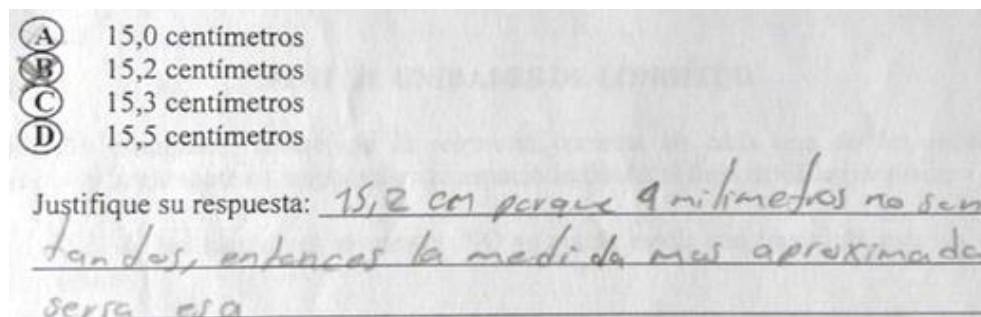 A 15,0 centímetros
B 15,2 centímetros
C 15,3 centímetros
D 15,5 centímetros
Justifique su respuesta: 15,2 cm porque 4 milimetros no son
tandos, entonces la medida mas aproximada
seria esa